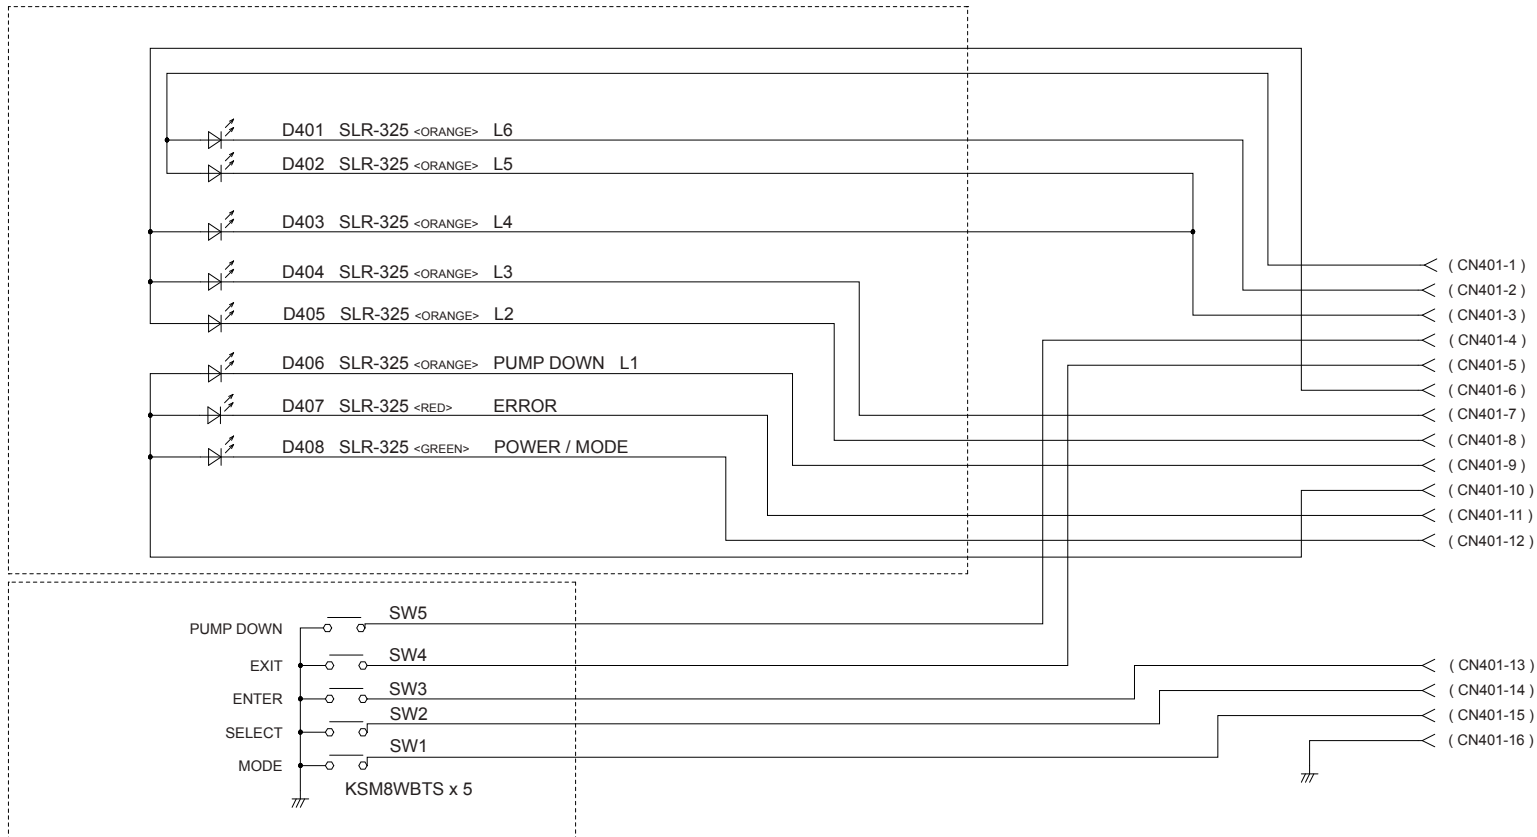 D401 SLR-325 <ORANGE> L6
D402 SLR-325 <ORANGE> L5
D403 SLR-325 <ORANGE> L4
D404 SLR-325 <ORANGE> L3
D405 SLR-325 <ORANGE> L2
D406 SLR-325 <ORANGE> PUMP DOWN L1
D407 SLR-325 <RED> ERROR
D408 SLR-325 <GREEN> POWER / MODE
( CN401-1 )
( CN401-2 )
( CN401-3 )
( CN401-4 )
( CN401-5 )
( CN401-6 )
( CN401-7 )
( CN401-8 )
( CN401-9 )
( CN401-10 )
( CN401-11 )
( CN401-12 )
PUMP DOWN SW5
EXIT SW4
ENTER SW3
SELECT SW2
MODE SW1
KSM8WBTS x 5
( CN401-13 )
( CN401-14 )
( CN401-15 )
( CN401-16 )